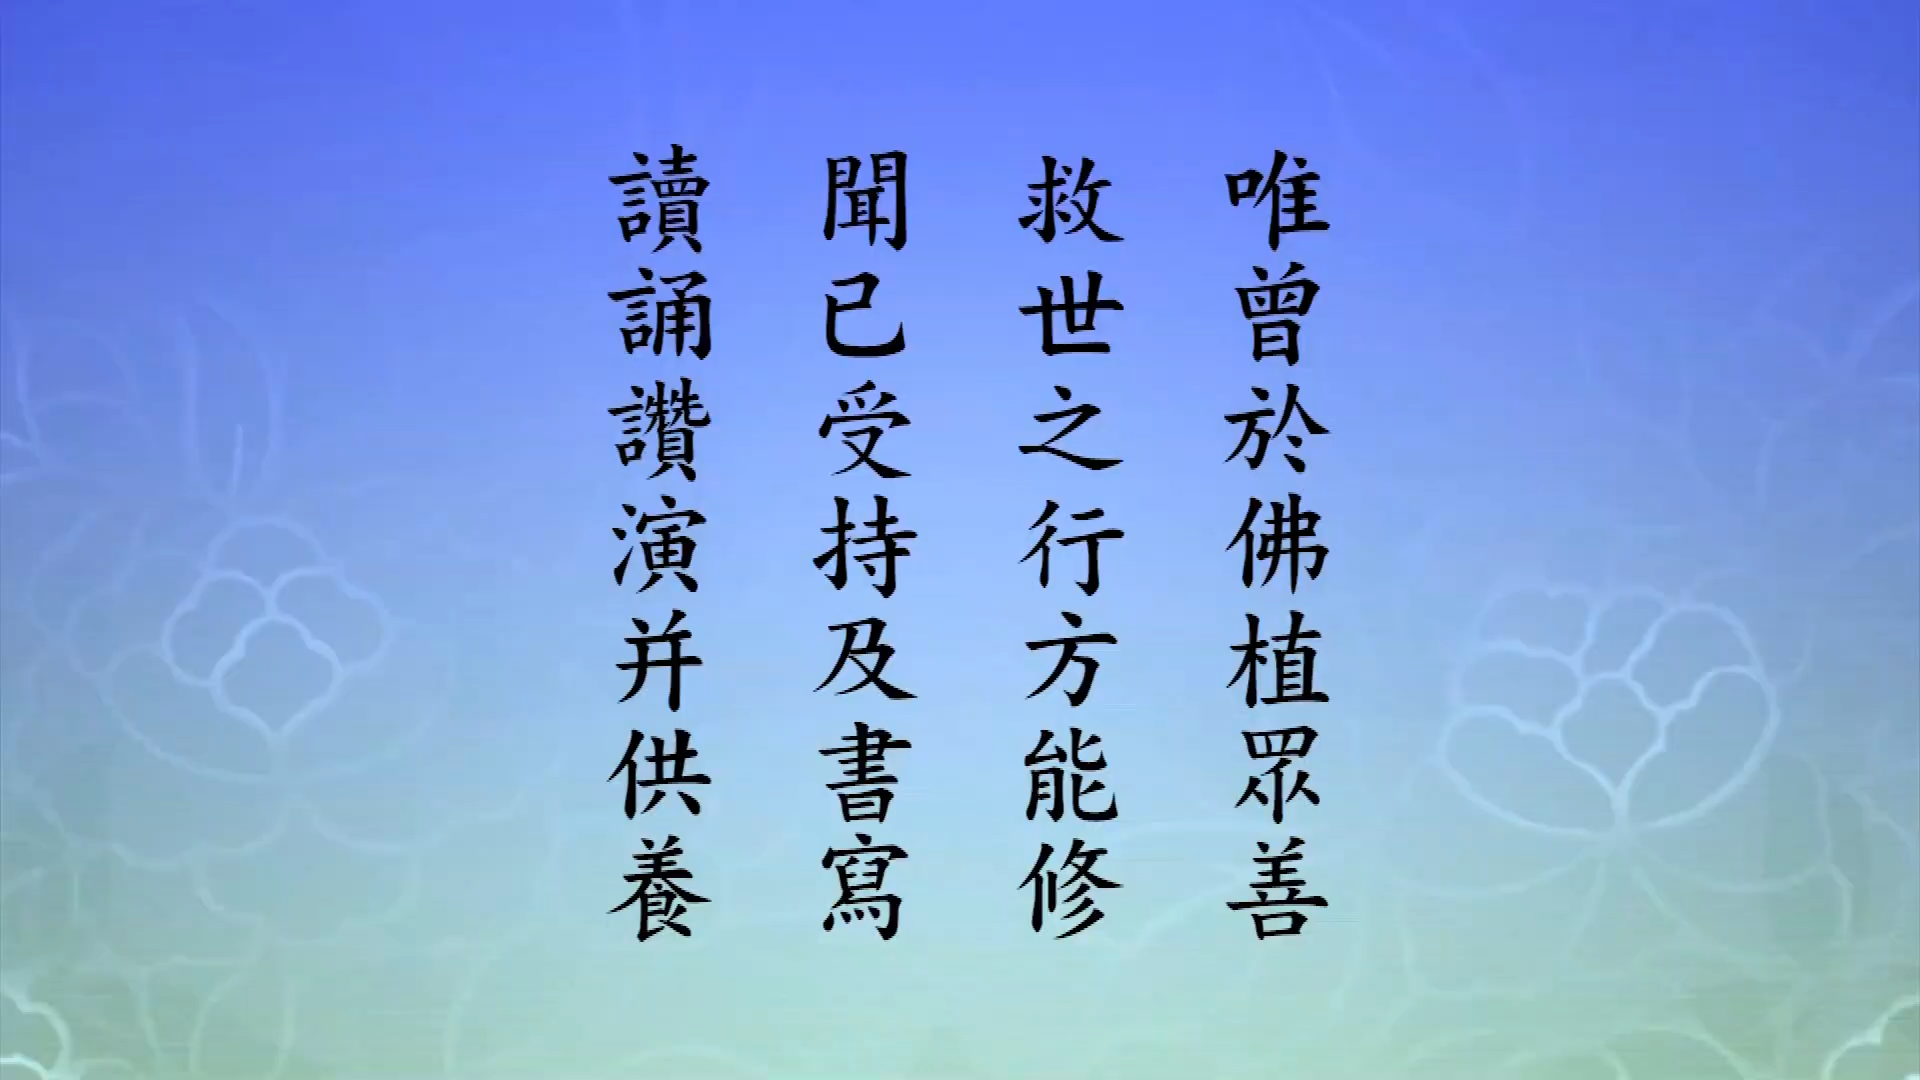 唯曾於佛植眾善
救世之行方能修
聞已受持及書寫
讀誦讚演并供養